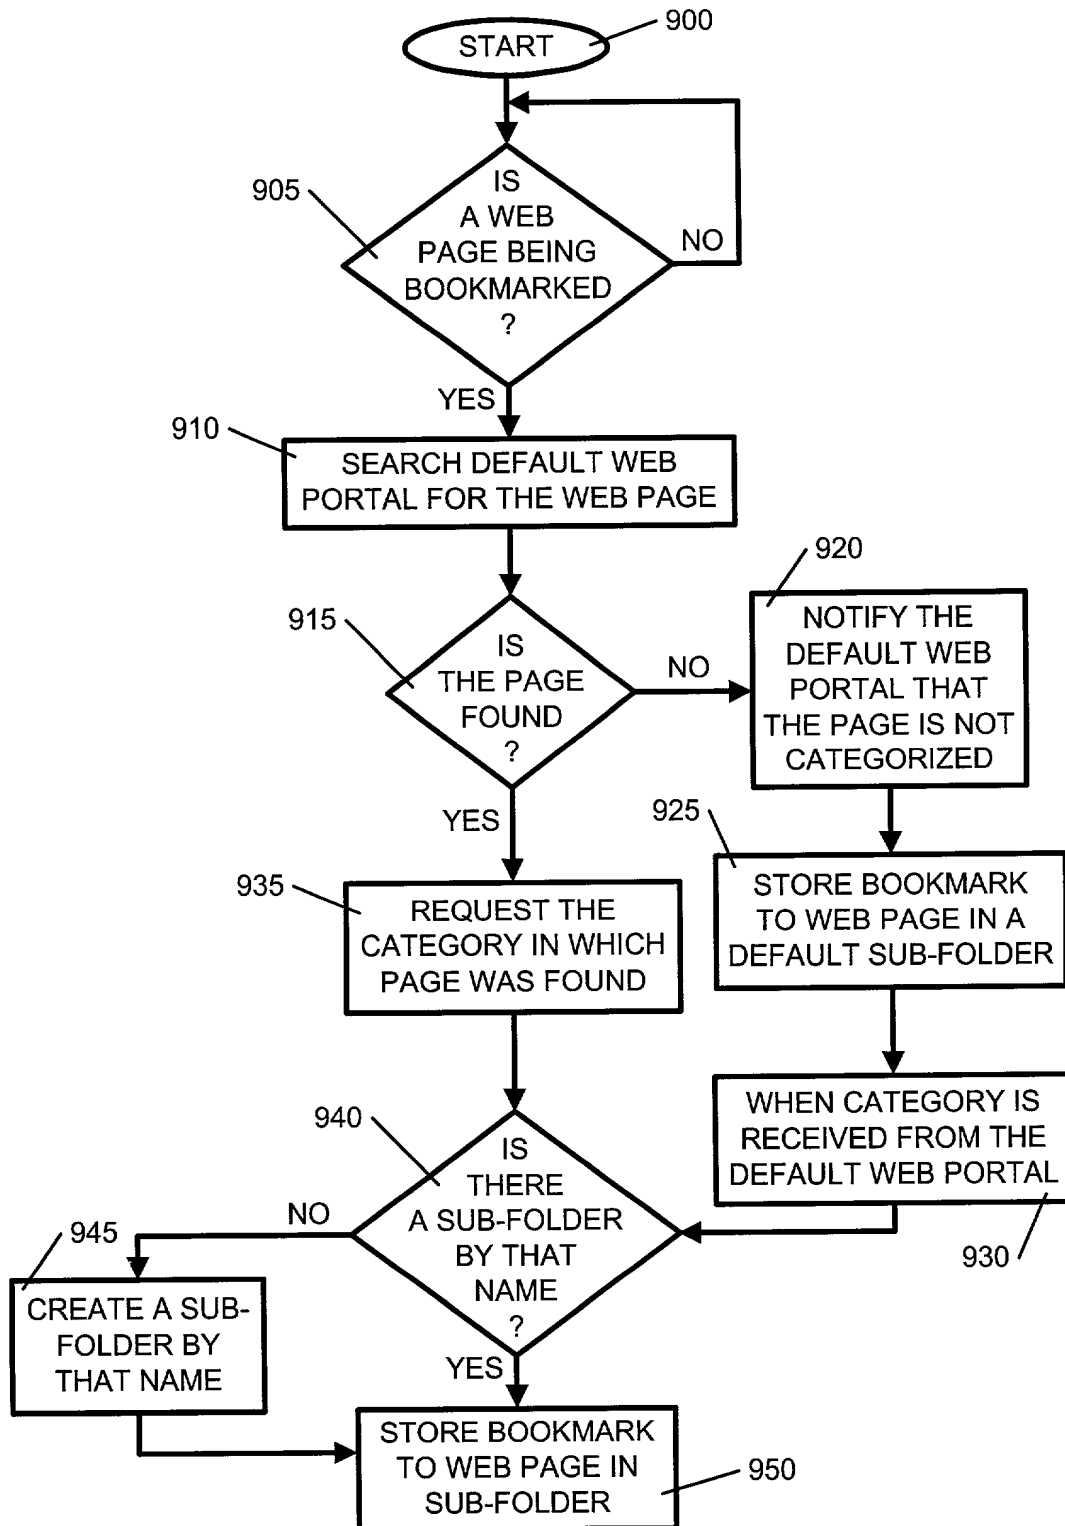 START
900
905
IS
A WEB
PAGE BEING
BOOKMARKED
?
NO
YES
910
SEARCH DEFAULT WEB
PORTAL FOR THE WEB PAGE
915
IS
THE PAGE
FOUND
?
NO
920
NOTIFY THE
DEFAULT WEB
PORTAL THAT
THE PAGE IS NOT
CATEGORIZED
YES
925
STORE BOOKMARK
TO WEB PAGE IN A
DEFAULT SUB-FOLDER
935
REQUEST THE
CATEGORY IN WHICH
PAGE WAS FOUND
WHEN CATEGORY IS
RECEIVED FROM THE
DEFAULT WEB PORTAL
930
940
IS
THERE
A SUB-FOLDER
BY THAT
NAME
?
NO
945
CREATE A SUB-
FOLDER BY
THAT NAME
YES
STORE BOOKMARK
TO WEB PAGE IN
SUB-FOLDER
950